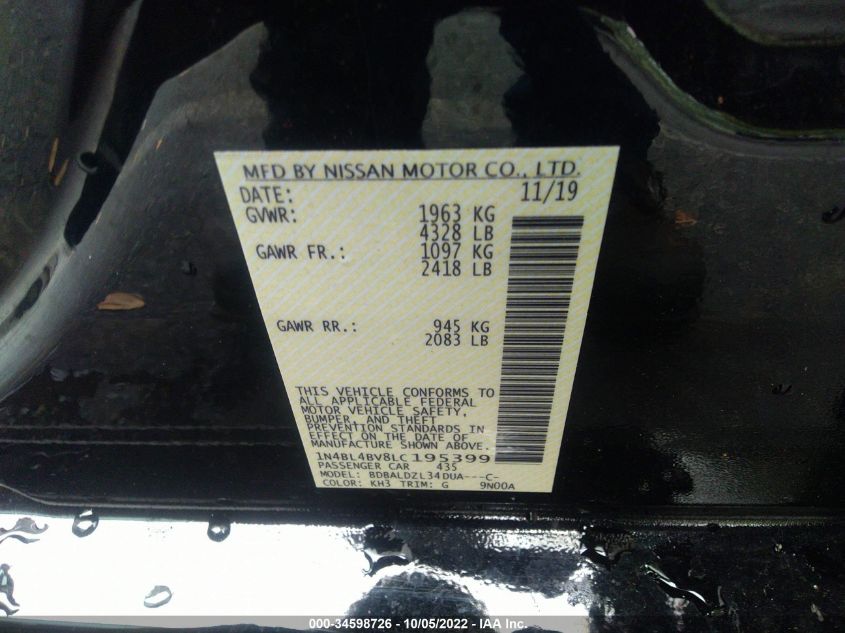 MFD BY NISSAN MOTOR CO., LTD.
DATE: 11/19
GVWR: 1963 KG
4328 LB
GAWR FR.: 1097 KG
2418 LB
GAWR RR.: 945 KG
2083 LB
THIS VEHICLE CONFORMS TO
ALL APPLICABLE FEDERAL
MOTOR VEHICLE SAFETY,
BUMPER, AND THEFT
PREVENTION STANDARDS IN
EFFECT ON THE DATE OF
MANUFACTURE SHOWN ABOVE.
1N4BL4BV8LC195399
PASSENGER CAR 435
MODEL: BDBALDZL34DUA---C-
COLOR: KH3 TRIM: G 9N00A
000-34598726 - 10/05/2022 - IAA Inc.